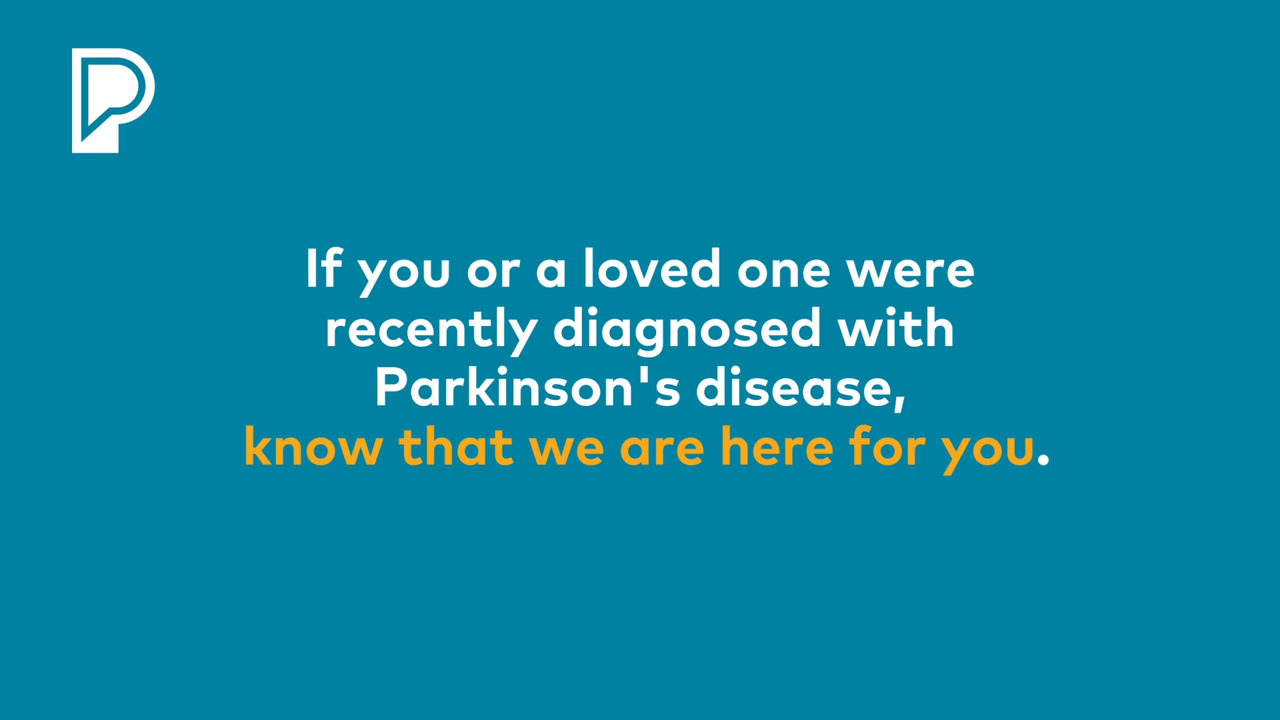 P
If you or a loved one were
recently diagnosed with
Parkinson's disease,
know that we are here for you.